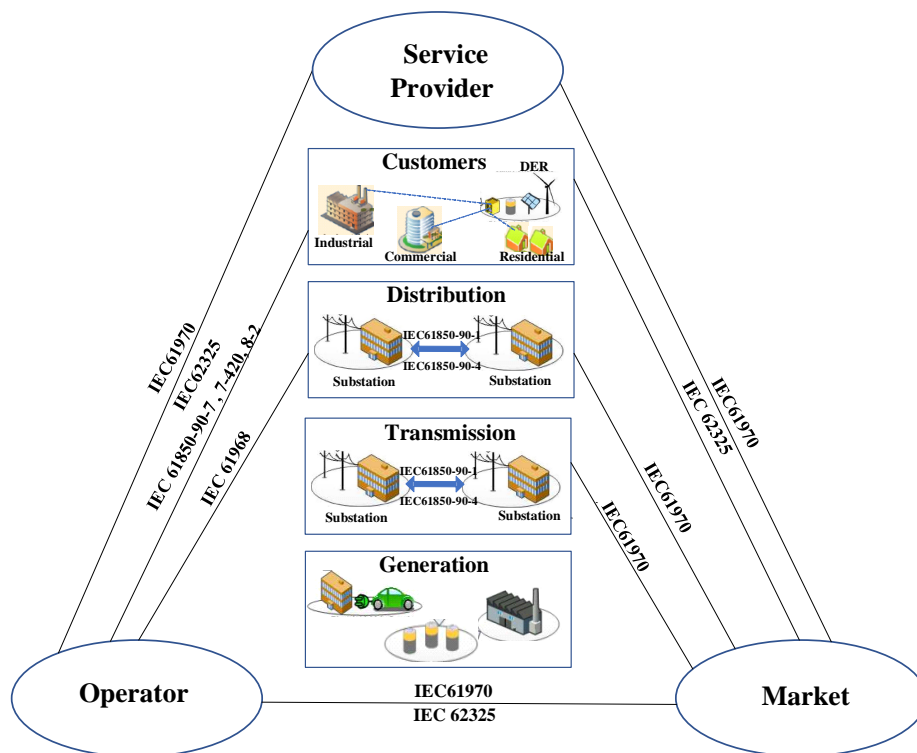 Service
Provider
Customers
DER
Industrial
Commercial
Residential
Distribution
IEC61850-90-1
IEC61850-90-4
Substation
Substation
Transmission
IEC61850-90-1
IEC61850-90-4
Substation
Substation
Generation
IEC61970
IEC62325
IEC 61850-90-7 , 7-420, 8-2
IEC 61968
IEC61970
IEC 62325
IEC61970
IEC61970
Operator
IEC61970
IEC 62325
Market